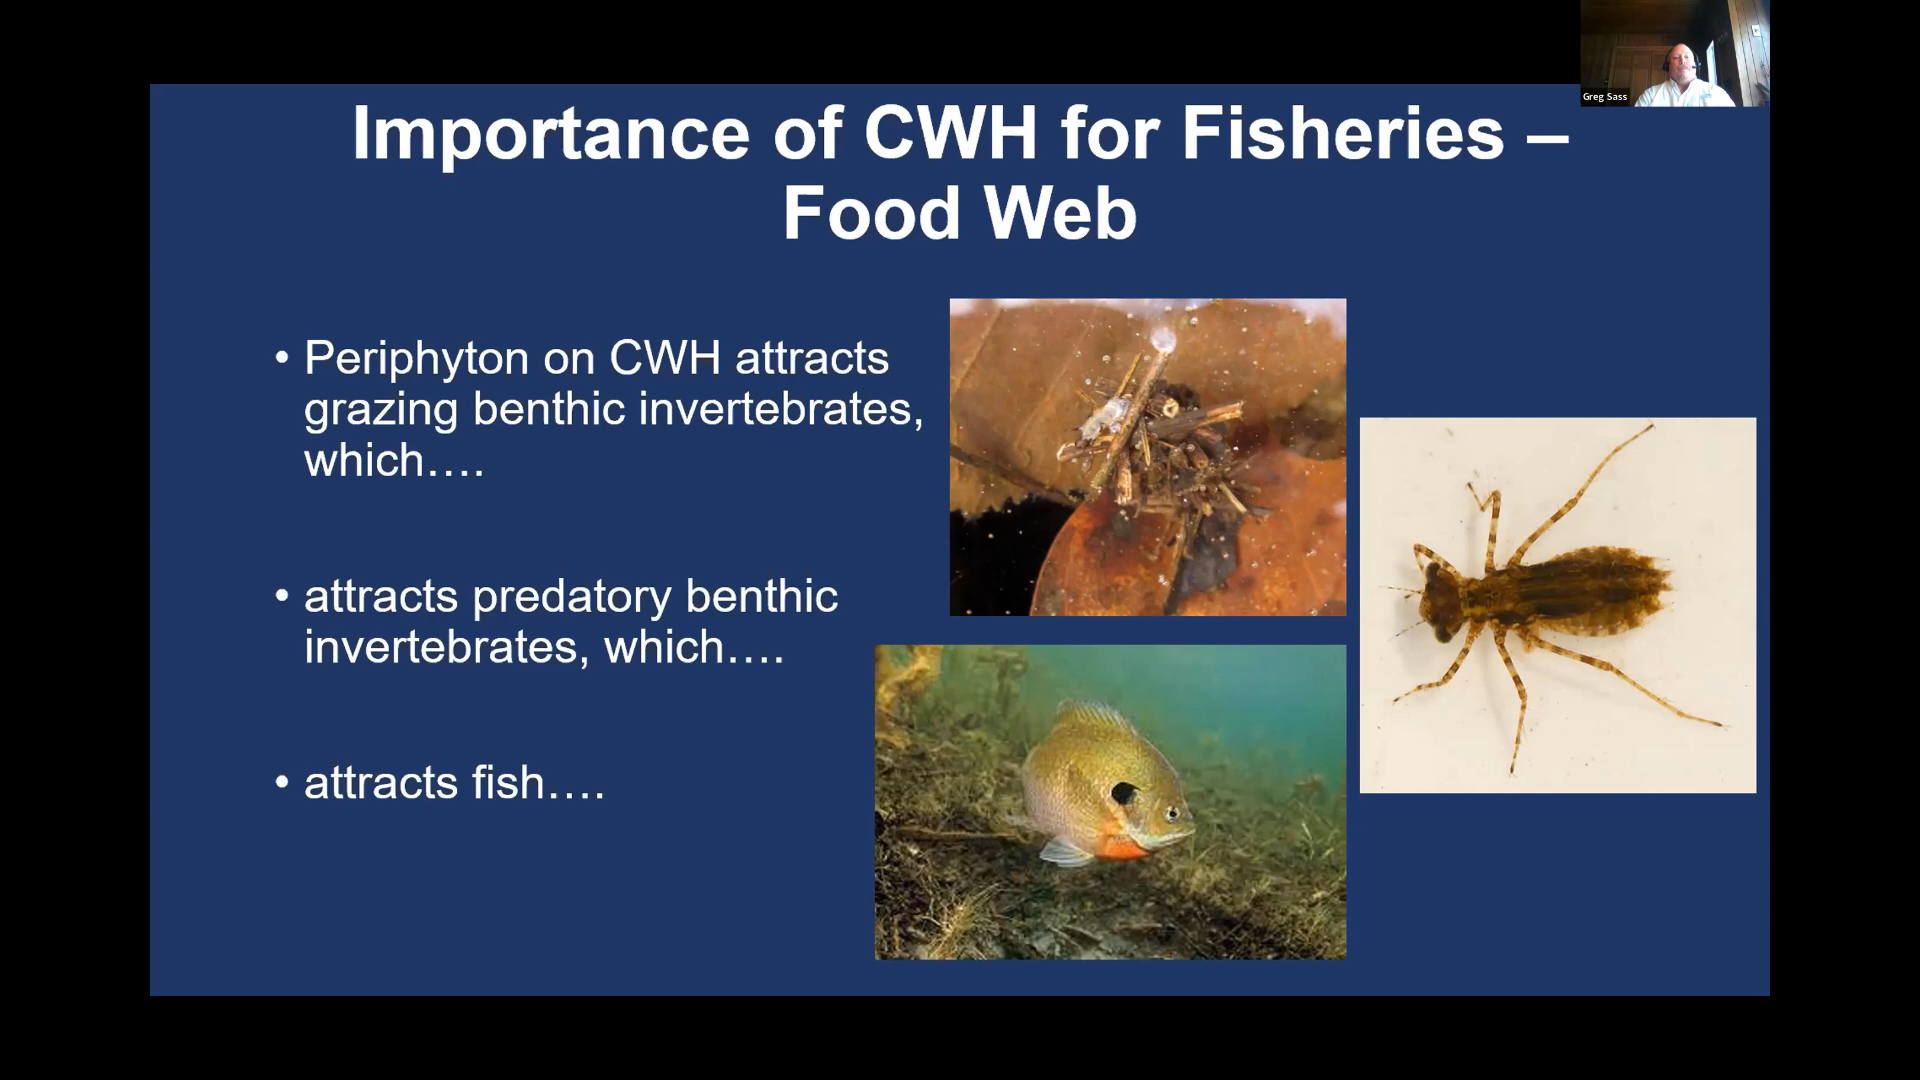 Greg Sass
Importance of CWH for Fisheries –
Food Web
• Periphyton on CWH attracts
grazing benthic invertebrates,
which….
• attracts predatory benthic
invertebrates, which….
• attracts fish….